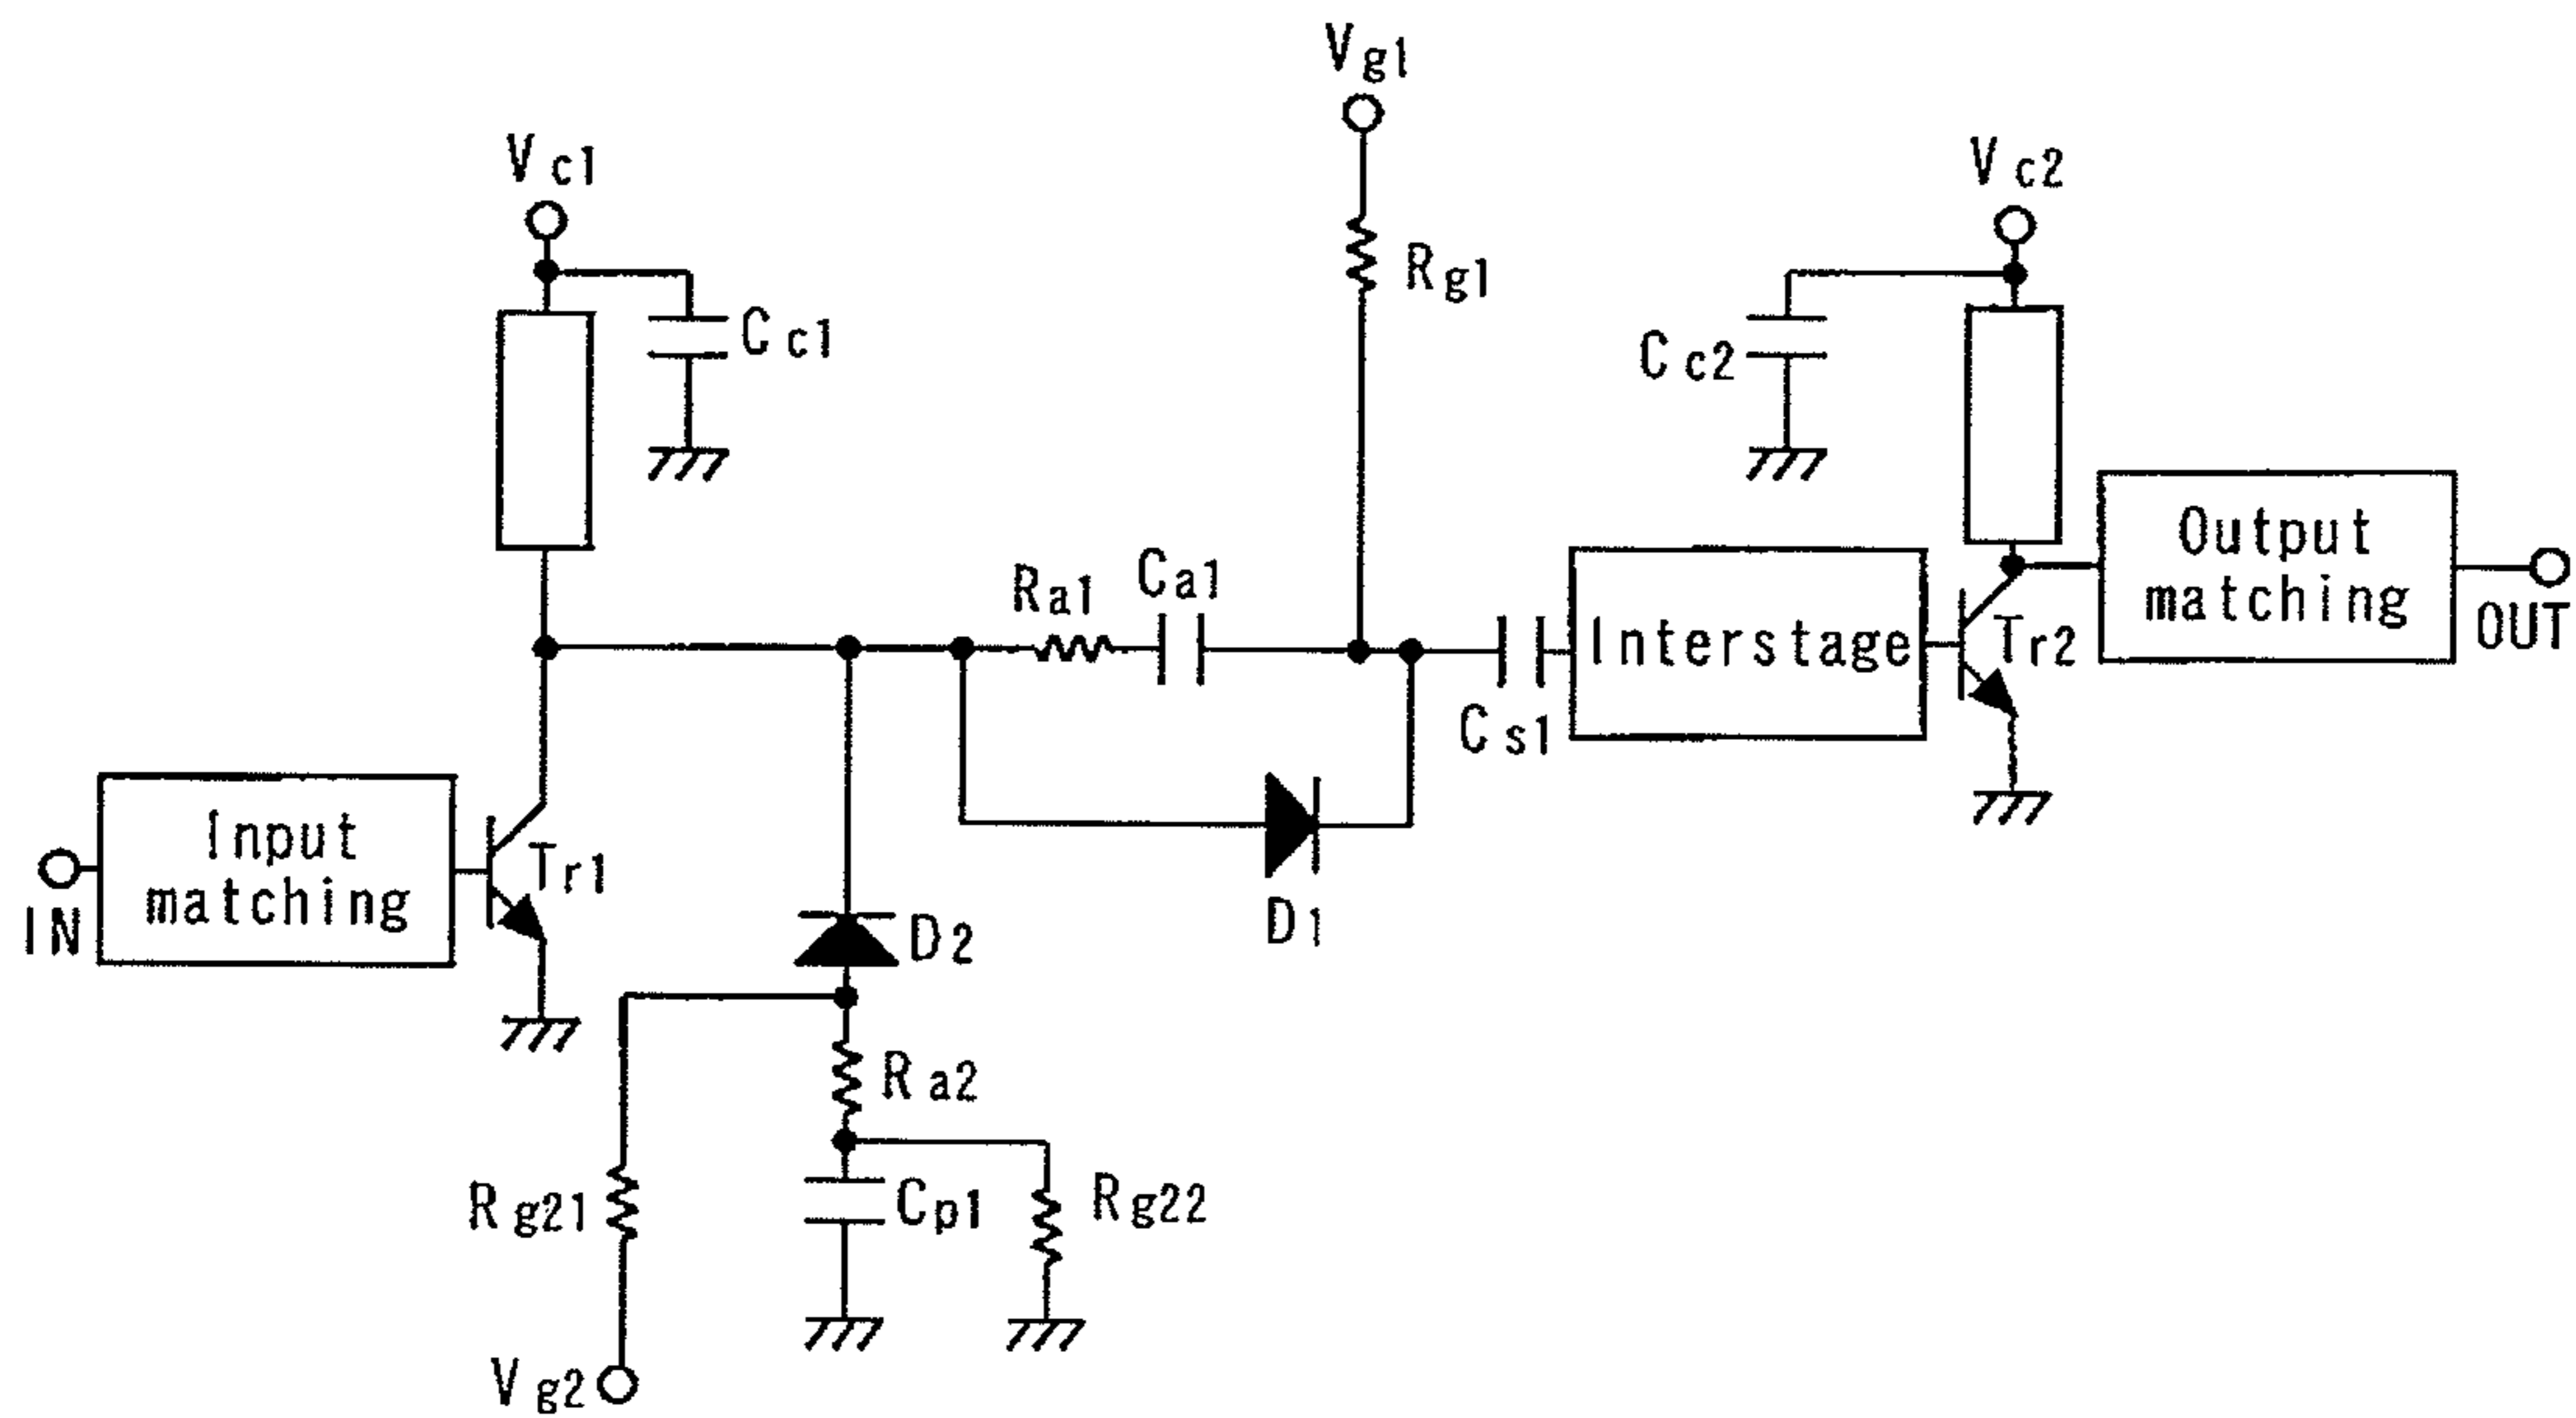 Vg1
Vc1
Vc2
Rg1
Cc1
Cc2
Output
matching
OUT
Ra1
Ca1
Interstage
Tr2
Cs1
Input
matching
IN
Tr1
D1
D2
Ra2
Rg21
Cp1
Rg22
Vg2